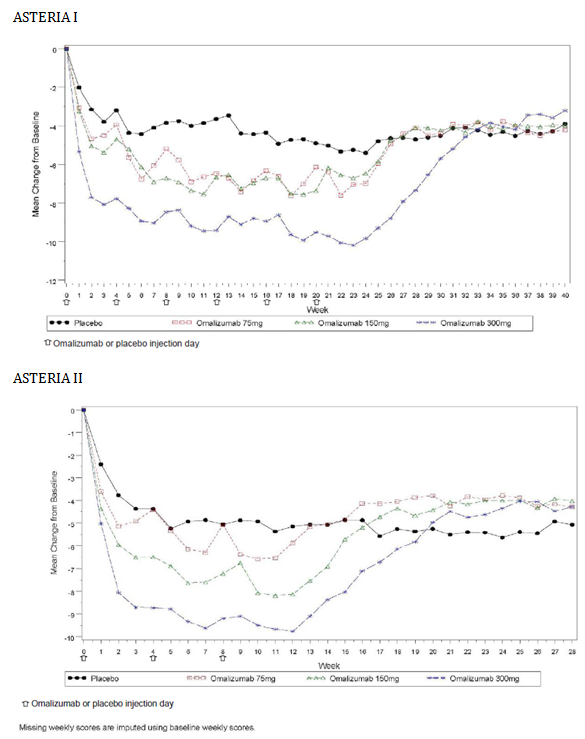 ASTERIA I
0
-2
-4
-6
-8
-10
-12
Mean Change from Baseline
0 1 2 3 4 5 6 7 8 9 10 11 12 13 14 15 16 17 18 19 20 21 22 23 24 25 26 27 28 29 30 31 32 33 34 35 36 37 38 39 40
Week
Placebo Omalizumab 75mg Omalizumab 150mg Omalizumab 300mg
⇧ Omalizumab or placebo injection day
ASTERIA II
0
-1
-2
-3
-4
-5
-6
-7
-8
-9
-10
Mean Change from Baseline
0 1 2 3 4 5 6 7 8 9 10 11 12 13 14 15 16 17 18 19 20 21 22 23 24 25 26 27 28
Week
Placebo Omalizumab 75mg Omalizumab 150mg Omalizumab 300mg
⇧ Omalizumab or placebo injection day
Missing weekly scores are imputed using baseline weekly scores.